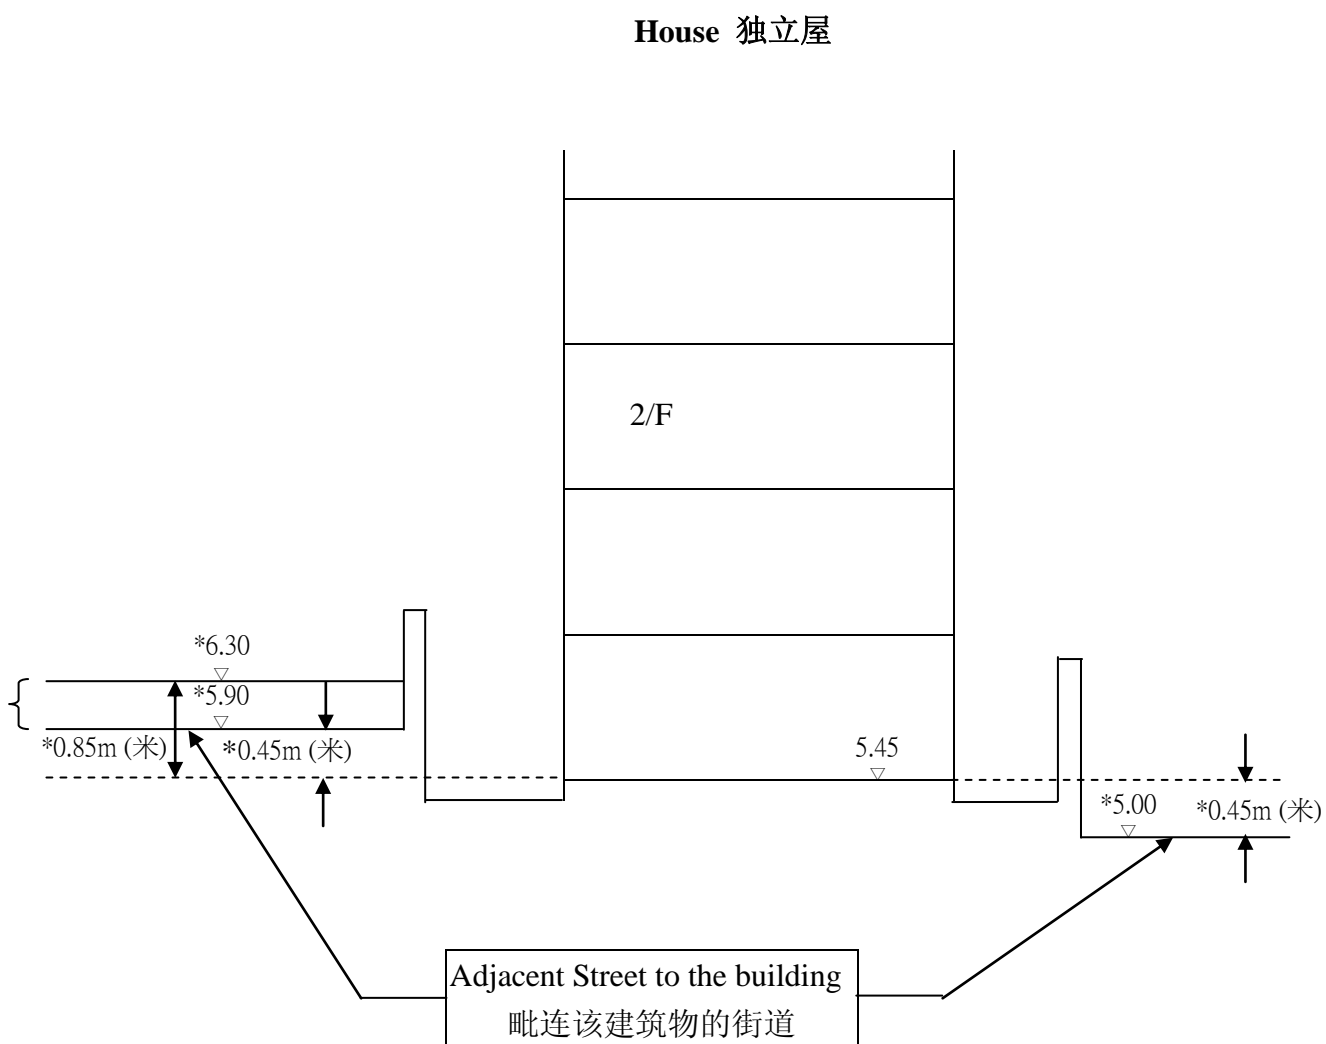 House 独立屋
2/F
*6.30
*5.90
*0.85m (米)
*0.45m (米)
5.45
*5.00
*0.45m (米)
Adjacent Street to the building
毗连该建筑物的街道